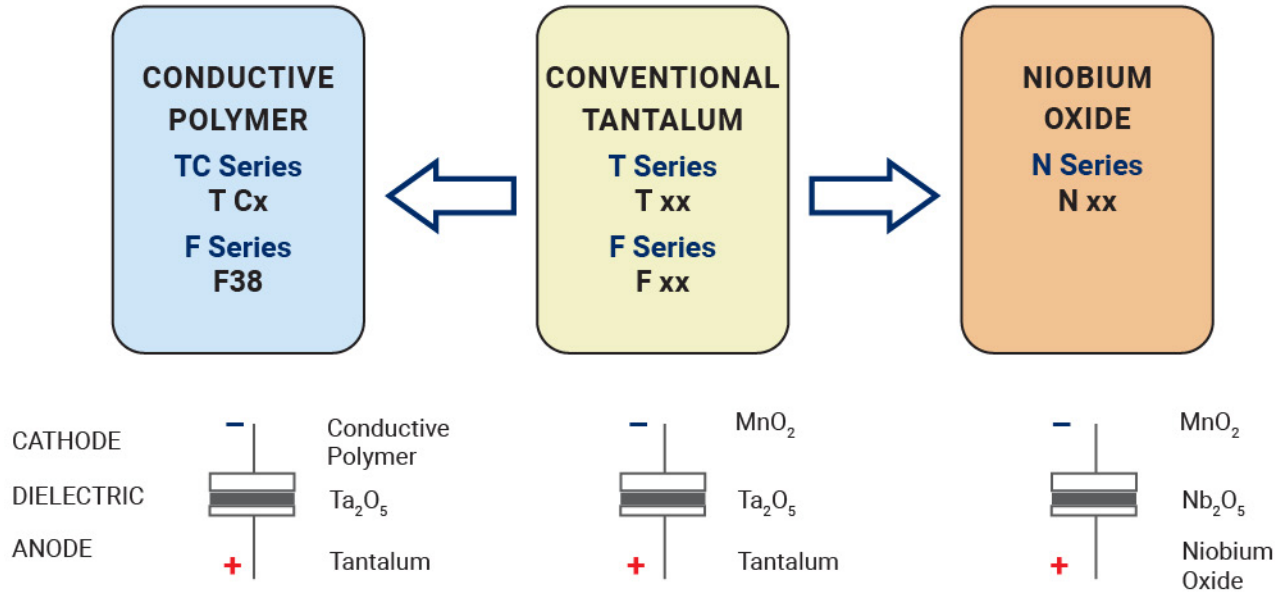 CONDUCTIVE
POLYMER
TC Series
T Cx
F Series
F38
CONVENTIONAL
TANTALUM
T Series
T xx
F Series
F xx
NIOBIUM
OXIDE
N Series
N xx
CATHODE
DIELECTRIC
ANODE
−
Conductive
Polymer
Ta₂O₅
+
Tantalum
−
MnO₂
Ta₂O₅
+
Tantalum
−
MnO₂
Nb₂O₅
+
Niobium
Oxide